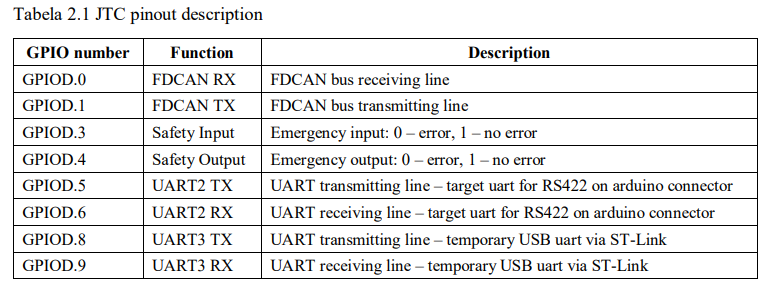 Tabela 2.1 JTC pinout description
GPIO number Function Description
GPIOD.0 FDCAN RX FDCAN bus receiving line
GPIOD.1 FDCAN TX FDCAN bus transmitting line
GPIOD.3 Safety Input Emergency input: 0 – error, 1 – no error
GPIOD.4 Safety Output Emergency output: 0 – error, 1 – no error
GPIOD.5 UART2 TX UART transmitting line – target uart for RS422 on arduino connector
GPIOD.6 UART2 RX UART receiving line – target uart for RS422 on arduino connector
GPIOD.8 UART3 TX UART transmitting line – temporary USB uart via ST-Link
GPIOD.9 UART3 RX UART receiving line – temporary USB uart via ST-Link